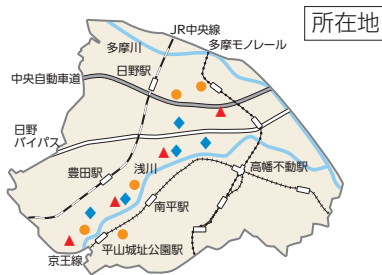 所在地
JR中央線
多摩川
多摩モノレール
日野駅
中央自動車道
日野
バイパス
豊田駅
浅川
高幡不動駅
南平駅
平山城址公園駅
京王線